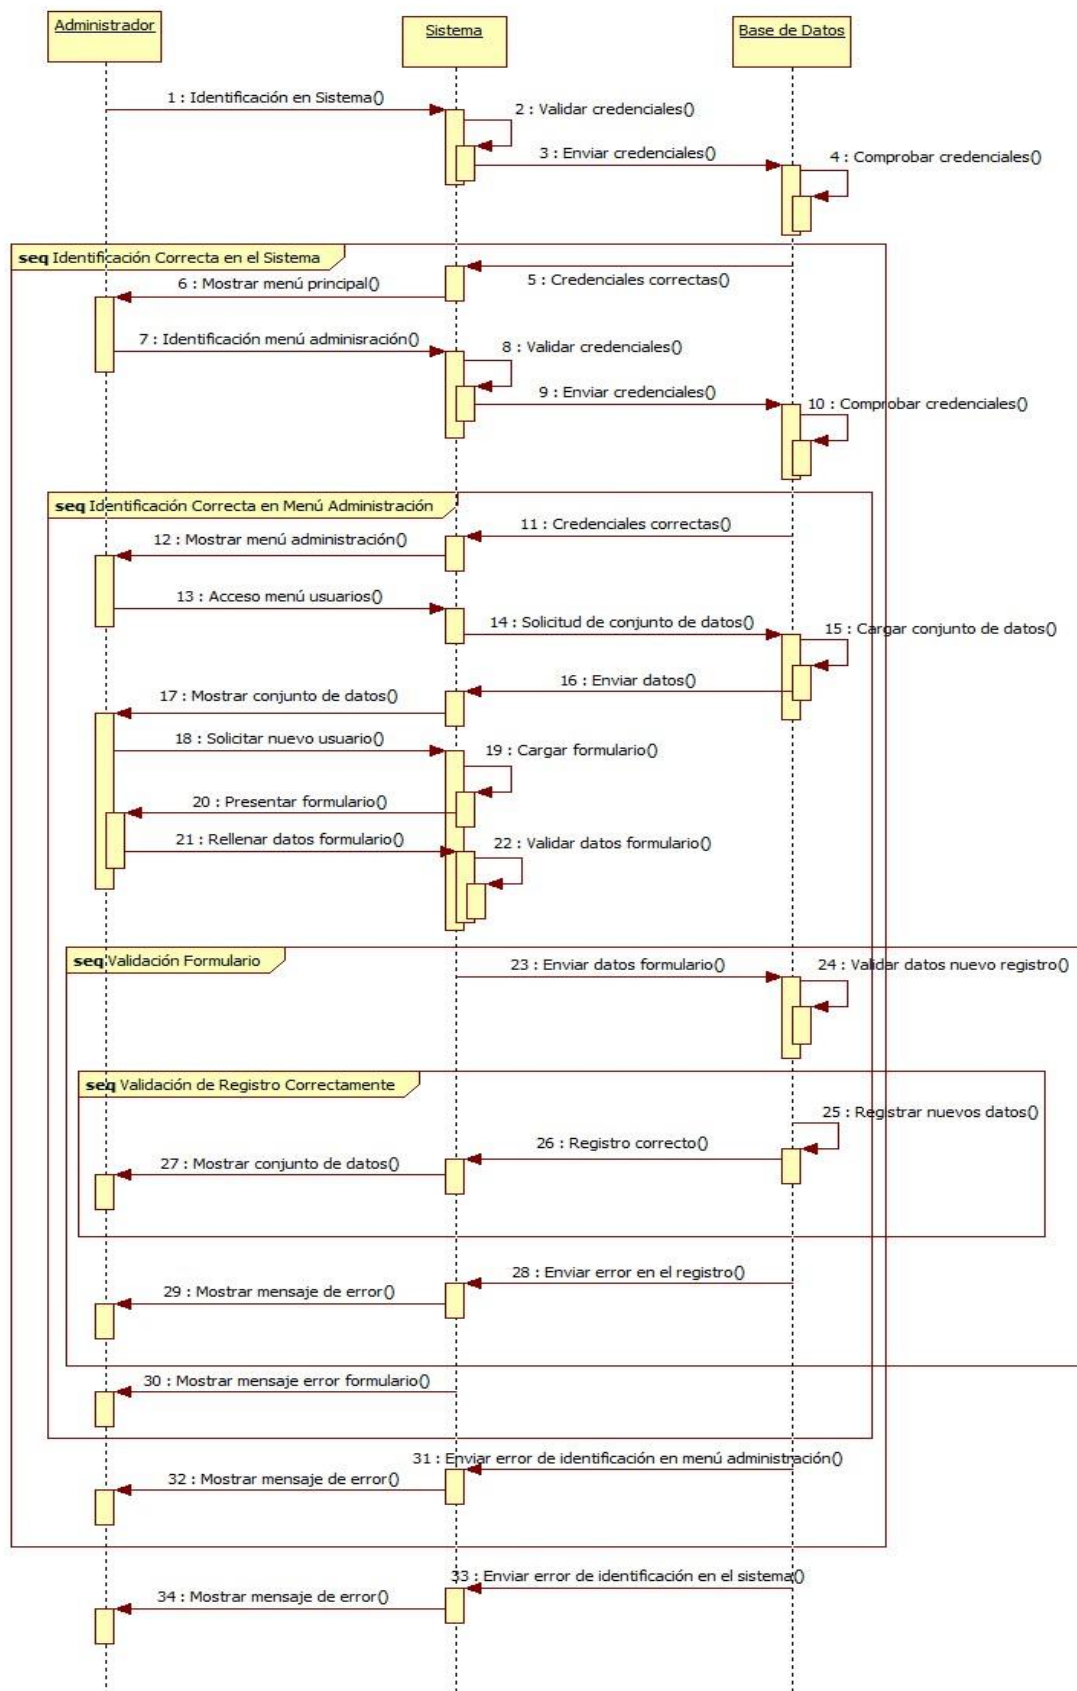 Administrador
Sistema
Base de Datos
1 : Identificación en Sistema()
2 : Validar credenciales()
3 : Enviar credenciales()
4 : Comprobar credenciales()
seq Identificación Correcta en el Sistema
5 : Credenciales correctas()
6 : Mostrar menú principal()
7 : Identificación menú adminisración()
8 : Validar credenciales()
9 : Enviar credenciales()
10 : Comprobar credenciales()
seq Identificación Correcta en Menú Administración
11 : Credenciales correctas()
12 : Mostrar menú administración()
13 : Acceso menú usuarios()
14 : Solicitud de conjunto de datos()
15 : Cargar conjunto de datos()
16 : Enviar datos()
17 : Mostrar conjunto de datos()
18 : Solicitar nuevo usuario()
19 : Cargar formulario()
20 : Presentar formulario()
21 : Rellenar datos formulario()
22 : Validar datos formulario()
seq Validación Formulario
23 : Enviar datos formulario()
24 : Validar datos nuevo registro()
seq Validación de Registro Correctamente
25 : Registrar nuevos datos()
26 : Registro correcto()
27 : Mostrar conjunto de datos()
28 : Enviar error en el registro()
29 : Mostrar mensaje de error()
30 : Mostrar mensaje error formulario()
31 : Enviar error de identificación en menú administración()
32 : Mostrar mensaje de error()
33 : Enviar error de identificación en el sistema()
34 : Mostrar mensaje de error()